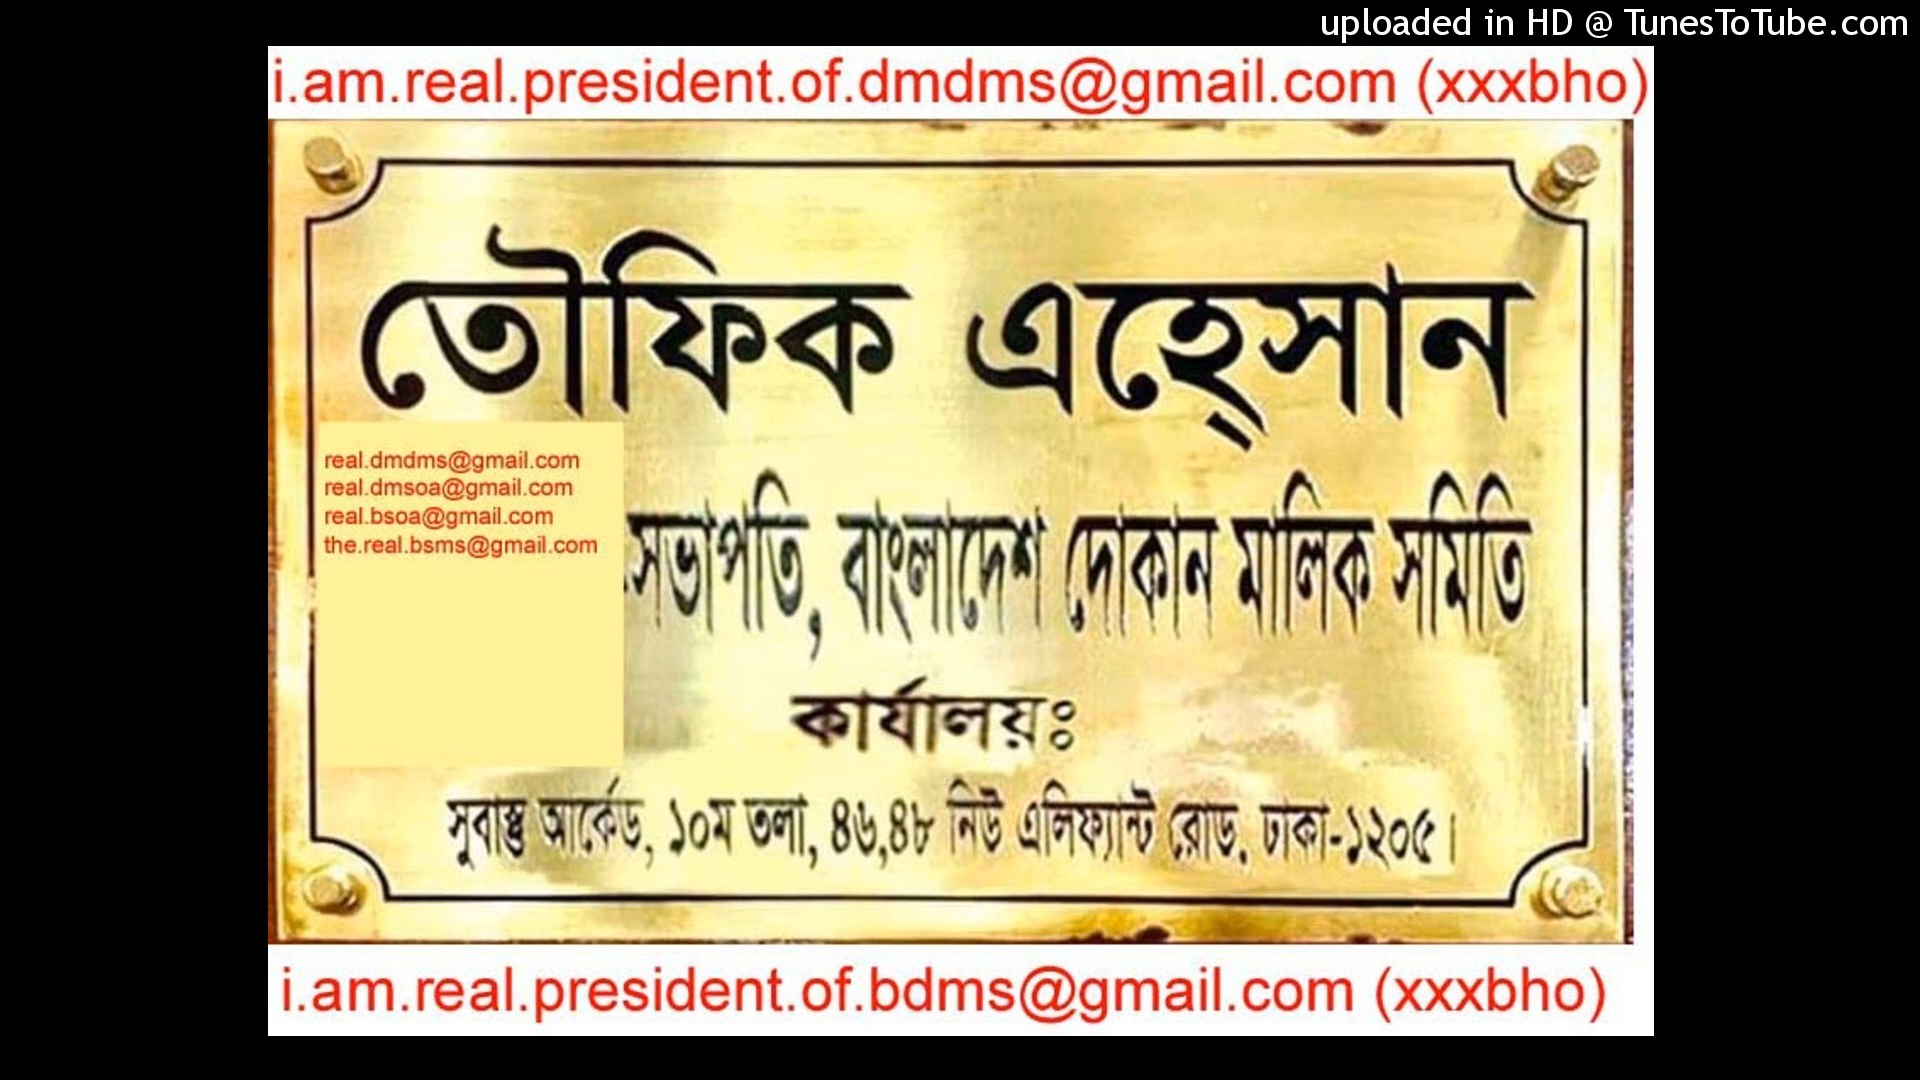 uploaded in HD @ TunesToTube.com
i.am.real.president.of.dmdms@gmail.com (xxxbho)
তৌফিক এহ্সোন
real.dmdms@gmail.com
real.dmsoa@gmail.com
real.bsoa@gmail.com
the.real.bsms@gmail.com
-সভাপতি, বাংলাদেশ দোকান মালিক সমিতি
কার্যালয়ঃ
সুবাস্তু আর্কেড, ১০ম তলা, ৪৬,৪৮ নিউ এলিফ্যান্ট রোড, ঢাকা-১২০৫।
i.am.real.president.of.bdms@gmail.com (xxxbho)